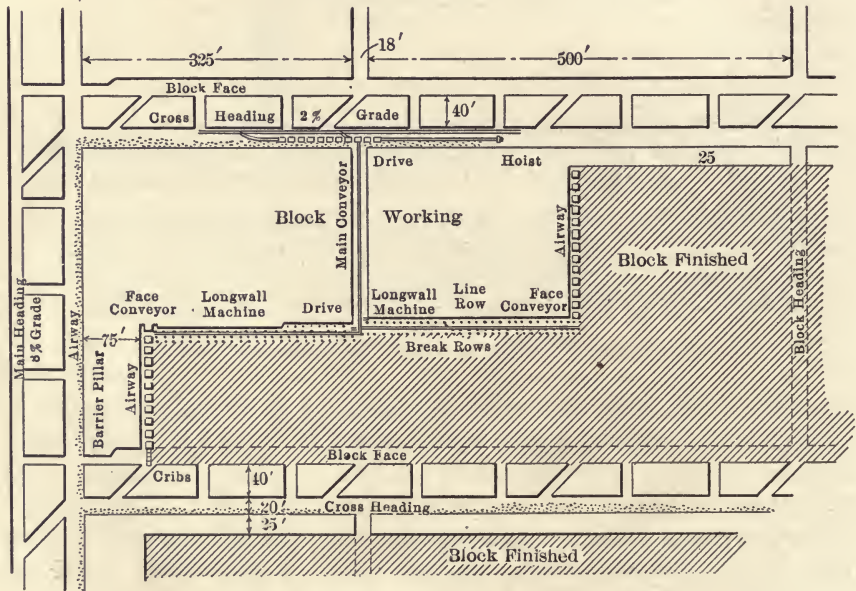 325′
18′
500′
Block Face
Cross Heading 2% Grade
40′
Drive Hoist
25
Block Working
Main Conveyor
Airway
Block Finished
Block Heading
Main Heading
8% Grade
Airway
Face Conveyor
Longwall Machine
Drive
Longwall Machine
Line Row
Face Conveyor
75′
Barrier Pillar
Airway
Break Rows
Block Face
Cribs
40′
20′
Cross Heading
25′
Block Finished